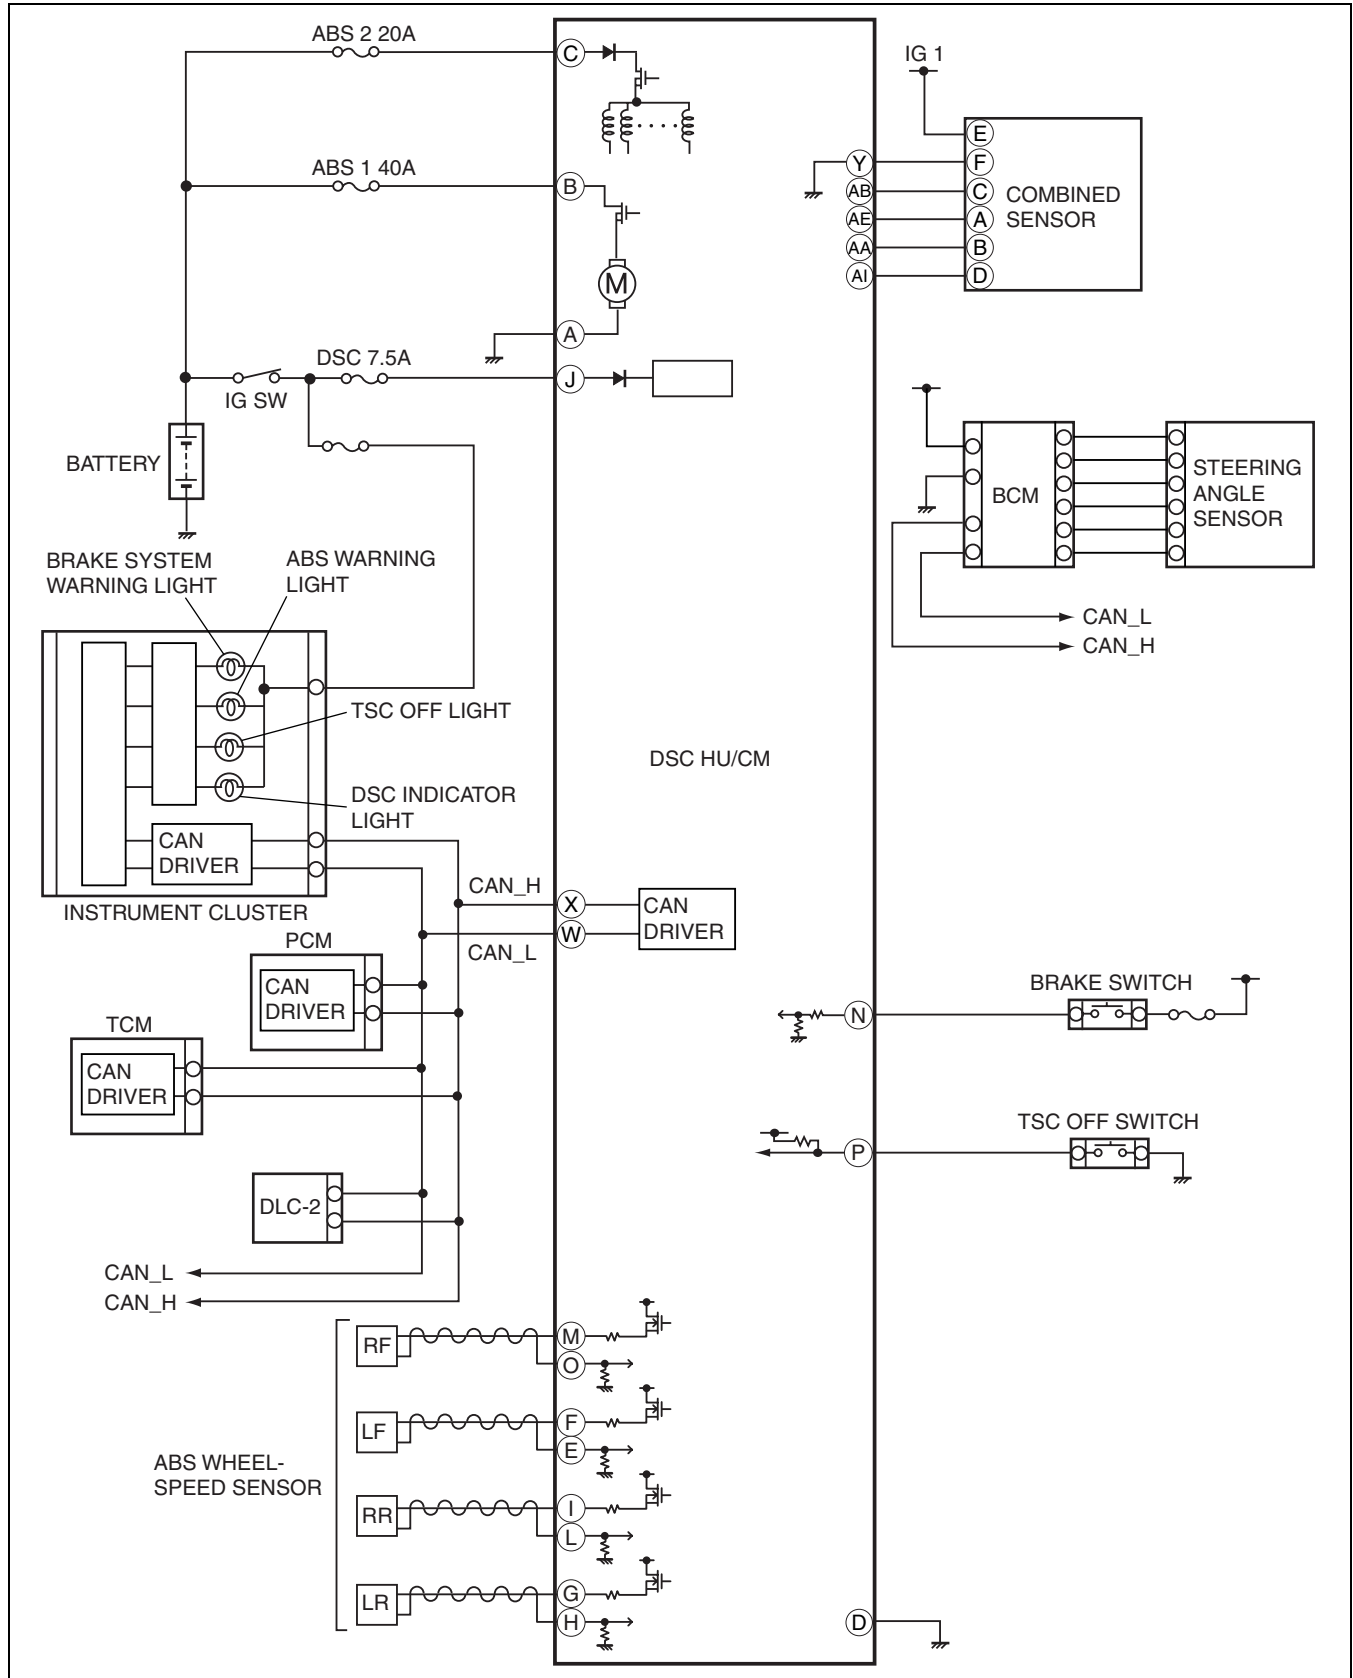 ABS 2 20A
C
IG 1
E
ABS 1 40A
B
Y
F
AB
C
COMBINED
SENSOR
AE
A
AA
B
AI
D
M
A
DSC 7.5A
J
IG SW
BATTERY
BCM
STEERING
ANGLE
SENSOR
BRAKE SYSTEM
WARNING LIGHT
ABS WARNING
LIGHT
CAN_L
CAN_H
TSC OFF LIGHT
DSC HU/CM
DSC INDICATOR
LIGHT
CAN
DRIVER
INSTRUMENT CLUSTER
CAN_H
X
W
CAN
DRIVER
CAN_L
PCM
CAN
DRIVER
BRAKE SWITCH
N
TCM
CAN
DRIVER
TSC OFF SWITCH
P
DLC-2
CAN_L
CAN_H
ABS WHEEL-
SPEED SENSOR
RF
M
O
LF
F
E
RR
I
L
LR
G
H
D